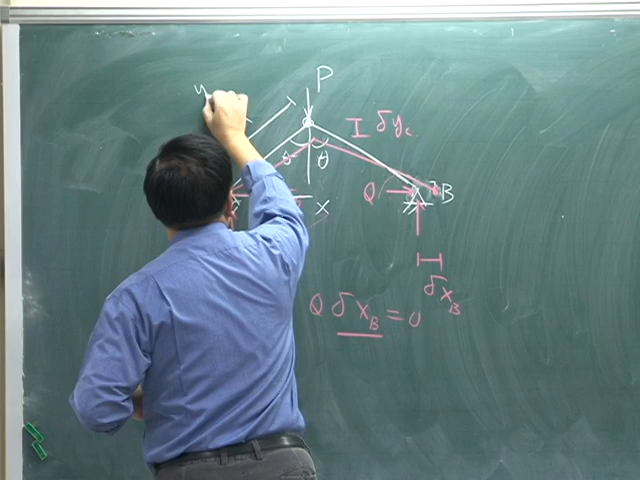 y
P
δy_c
θ θ
Q B
x
δx_B
Q δx_B = 0